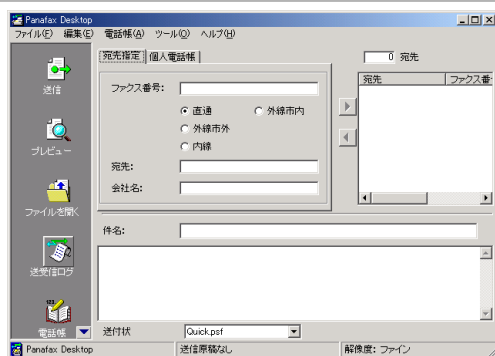 Panafax Desktop
ファイル(F) 編集(E) 電話帳(A) ツール(O) ヘルプ(H)
宛先指定 個人電話帳
0 宛先
送信
ファクス番号:
宛先 ファクス番
直通 外線市内
外線市外
内線
プレビュー
宛先:
会社名:
ファイルを開く
件名:
送受信ログ
電話帳
送付状 Quick.psf
Panafax Desktop 送信原稿なし 解像度: ファイン